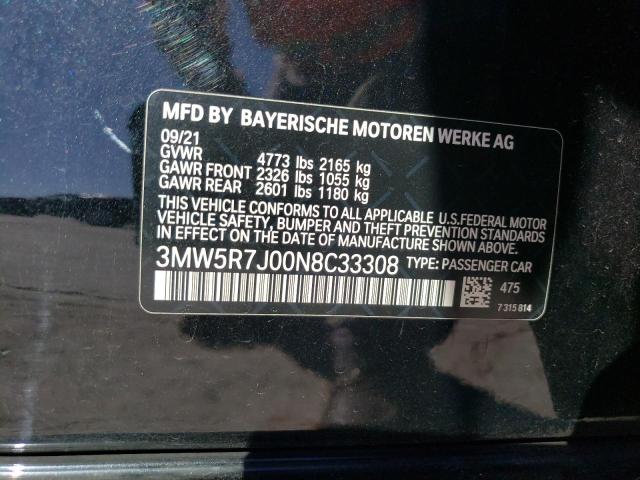 MFD BY BAYERISCHE MOTOREN WERKE AG
09/21
GVWR 4773 lbs 2165 kg
GAWR FRONT 2326 lbs 1055 kg
GAWR REAR 2601 lbs 1180 kg
THIS VEHICLE CONFORMS TO ALL APPLICABLE U.S.FEDERAL MOTOR
VEHICLE SAFETY, BUMPER AND THEFT PREVENTION STANDARDS
IN EFFECT ON THE DATE OF MANUFACTURE SHOWN ABOVE.
3MW5R7J00N8C33308 TYPE: PASSENGER CAR
475
7 315 814